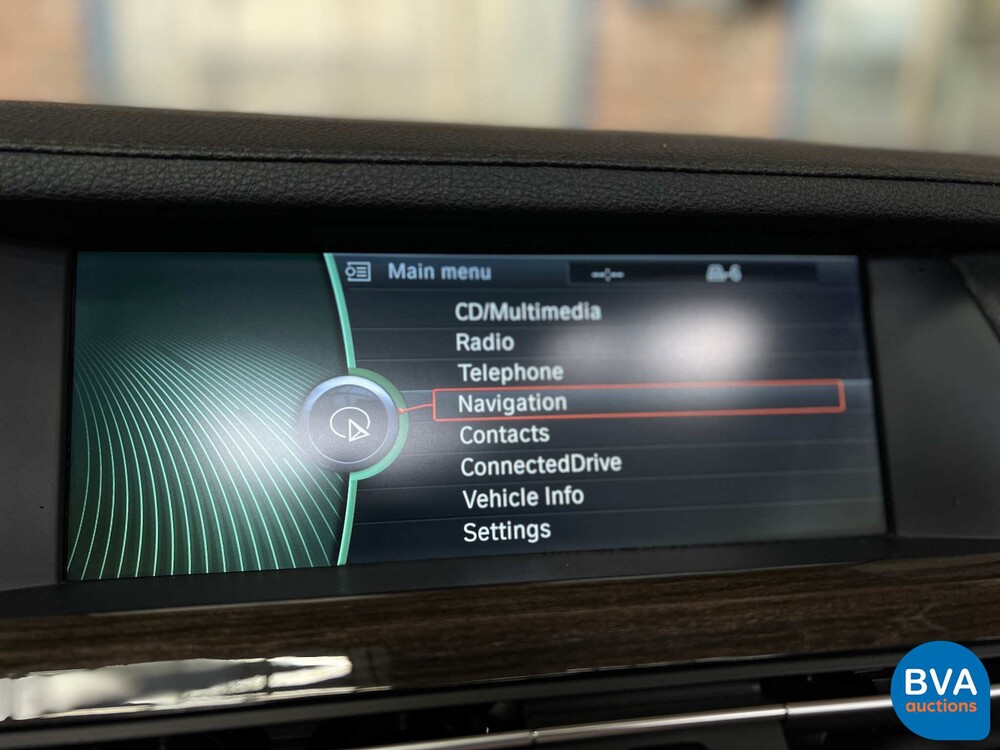 Main menu
CD/Multimedia
Radio
Telephone
Navigation
Contacts
ConnectedDrive
Vehicle Info
Settings
BVA
auctions